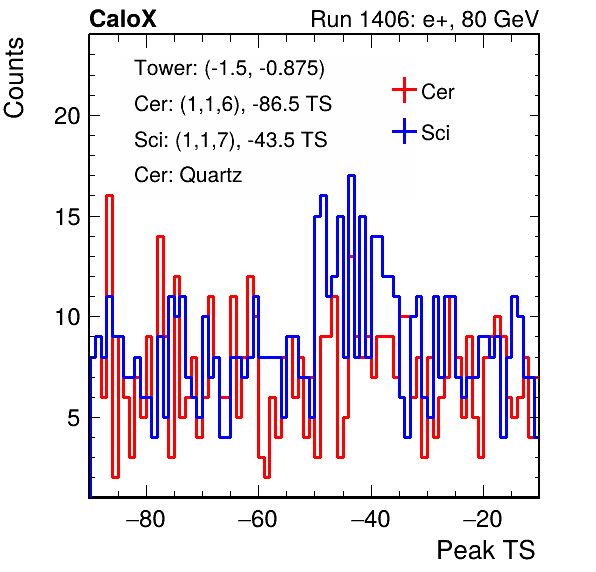 CaloX Run 1406: e+, 80 GeV
Counts
Tower: (-1.5, -0.875)
Cer: (1,1,6), -86.5 TS
Sci: (1,1,7), -43.5 TS
Cer: Quartz
Cer
Sci
20
15
10
5
−80 −60 −40 −20
Peak TS